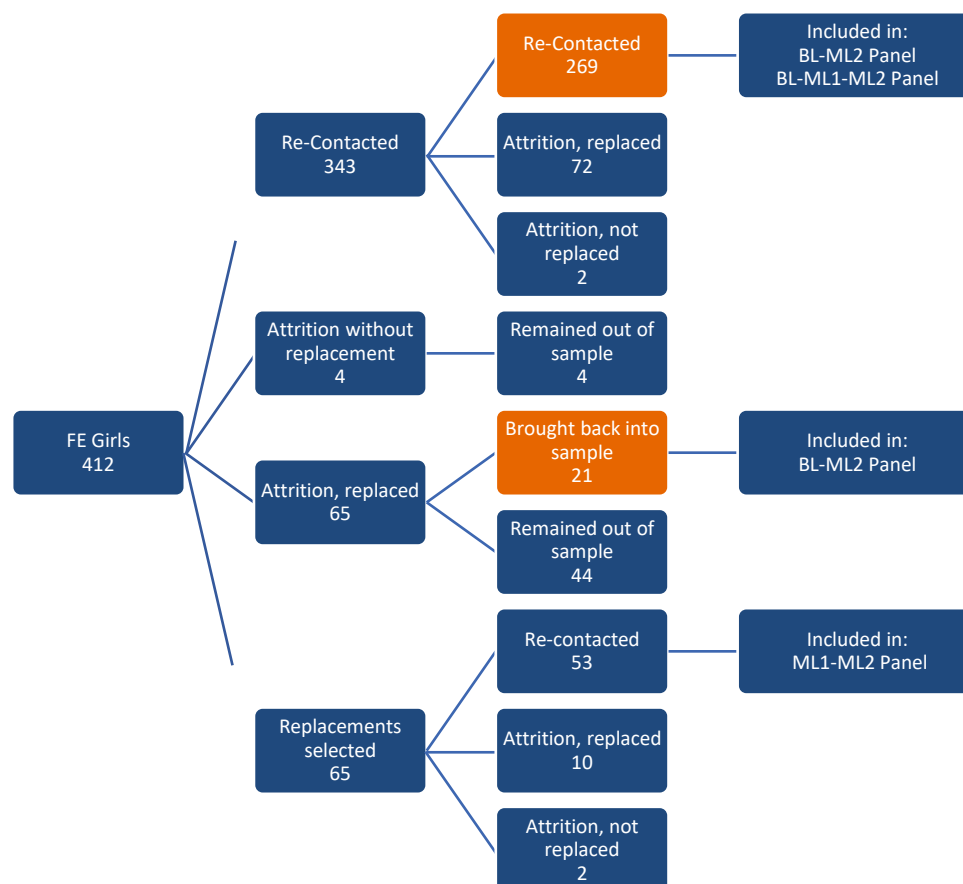 Re-Contacted
269
Included in:
BL-ML2 Panel
BL-ML1-ML2 Panel
Re-Contacted
343
Attrition, replaced
72
Attrition, not
replaced
2
Attrition without
replacement
4
Remained out of
sample
4
FE Girls
412
Brought back into
sample
21
Included in:
BL-ML2 Panel
Attrition, replaced
65
Remained out of
sample
44
Re-contacted
53
Included in:
ML1-ML2 Panel
Replacements
selected
65
Attrition, replaced
10
Attrition, not
replaced
2